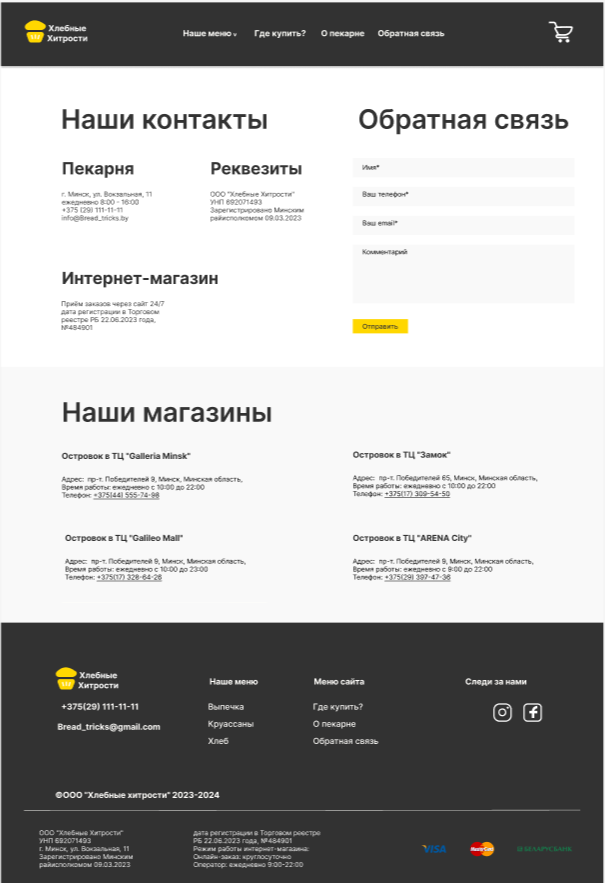 Хлебные
Хитрости
Наше меню
Где купить?
О пекарне
Обратная связь
Наши контакты
Пекарня
г. Минск, ул. Вокзальная, 11
ежедневно 8:00 - 16:00
+375 (29) 111-11-11
info@Bread_tricks.by
Реквезиты
ООО "Хлебные Хитрости"
УНП 692071493
Зарегистрировано Минским
райисполкомом 09.03.2023
Интернет-магазин
Приём заказов через сайт 24/7
дата регистрации в Торговом
реестре РБ 22.06.2023 года,
№484901
Обратная связь
Имя*
Ваш телефон*
Ваш email*
Комментарий
Отправить
Наши магазины
Островок в ТЦ "Galleria Minsk"
Адрес: пр-т. Победителей 9, Минск, Минская область,
Время работы: ежедневно с 10:00 до 22:00
Телефон: +375(44) 555-74-98
Островок в ТЦ "Замок"
Адрес: пр-т. Победителей 65, Минск, Минская область,
Время работы: ежедневно с 10:00 до 22:00
Телефон: +375(17) 309-54-50
Островок в ТЦ "Galileo Mall"
Адрес: пр-т. Победителей 9, Минск, Минская область,
Время работы: ежедневно с 10:00 до 23:00
Телефон: +375(17) 328-64-28
Островок в ТЦ "ARENA City"
Адрес: пр-т. Победителей 9, Минск, Минская область,
Время работы: ежедневно с 9:00 до 22:00
Телефон: +375(29) 397-47-36
Хлебные
Хитрости
+375(29) 111-11-11
Bread_tricks@gmail.com
Наше меню
Выпечка
Круассаны
Хлеб
Меню сайта
Где купить?
О пекарне
Обратная связь
Следи за нами
©ООО "Хлебные хитрости" 2023-2024
ООО "Хлебные Хитрости"
УНП 692071493
г. Минск, ул. Вокзальная, 11
Зарегистрировано Минским
райисполкомом 09.03.2023
дата регистрации в Торговом реестре
РБ 22.06.2023 года, №484901
Режим работы интернет-магазина:
Онлайн-заказ: круглосуточно
Оператор: ежедневно 9:00-22:00
VISA
MasterCard
БЕЛАРУСБАНК